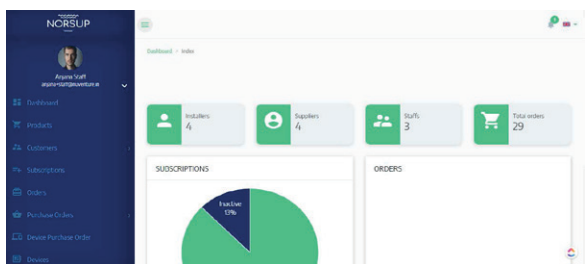 NORSUP
Dashboard > Index
Anjana Staff
Dashboard
Products
Customers
Subscriptions
Orders
Purchase Orders
Device Purchase Order
Devices
Installers
4
Suppliers
4
Staffs
3
Total orders
29
SUBSCRIPTIONS
Inactive
13%
ORDERS